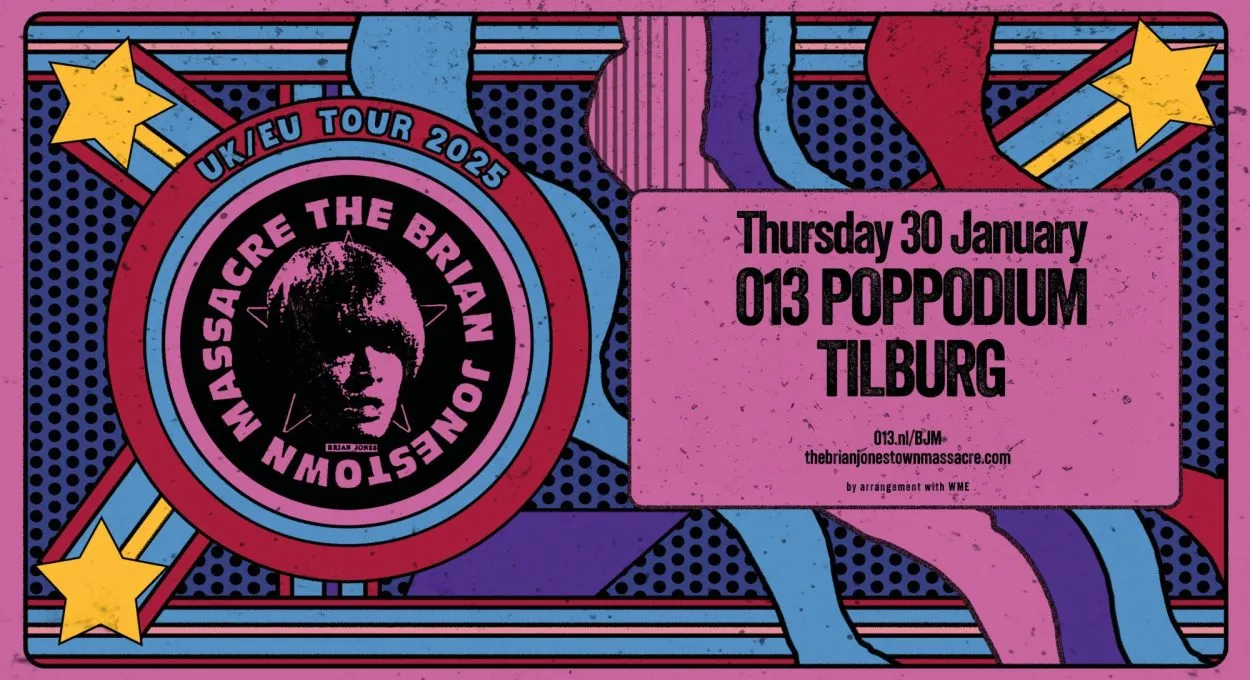 UK/EU TOUR 2025
THE BRIAN JONESTOWN MASSACRE
BRIAN JONES
Thursday 30 January
013 POPPODIUM
TILBURG
013.nl/BJM
thebrianjonestownmassacre.com
by arrangement with WME